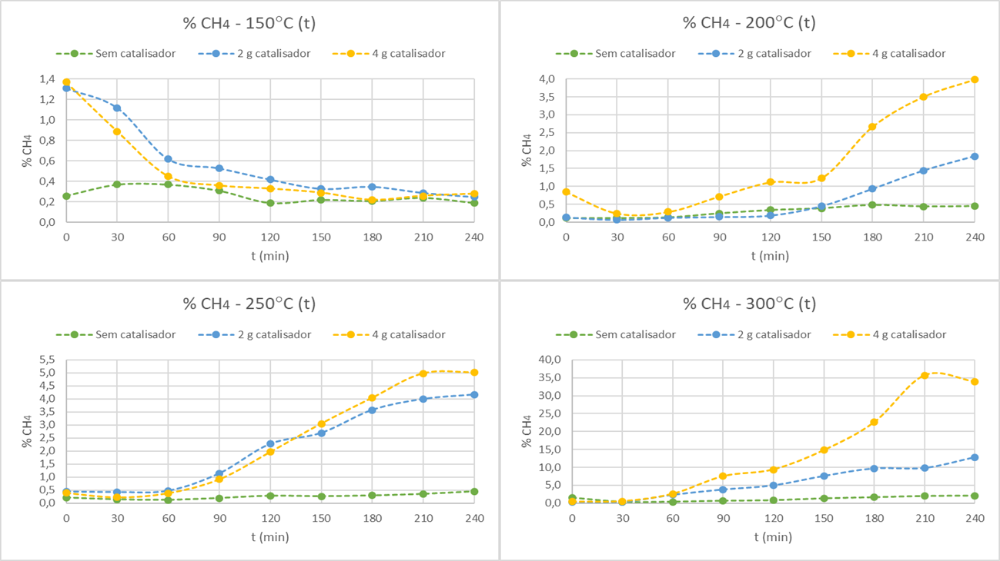 % CH4 - 150°C (t)
Sem catalisador 2 g catalisador 4 g catalisador
1,4
1,2
1,0
0,8
0,6
0,4
0,2
0,0
% CH4
0 30 60 90 120 150 180 210 240
t (min)
% CH4 - 200°C (t)
Sem catalisador 2 g catalisador 4 g catalisador
4,0
3,5
3,0
2,5
2,0
1,5
1,0
0,5
0,0
% CH4
0 30 60 90 120 150 180 210 240
t (min)
% CH4 - 250°C (t)
Sem catalisador 2 g catalisador 4 g catalisador
5,5
5,0
4,5
4,0
3,5
3,0
2,5
2,0
1,5
1,0
0,5
0,0
% CH4
0 30 60 90 120 150 180 210 240
t (min)
% CH4 - 300°C (t)
Sem catalisador 2 g catalisador 4 g catalisador
40,0
35,0
30,0
25,0
20,0
15,0
10,0
5,0
0,0
% CH4
0 30 60 90 120 150 180 210 240
t (min)